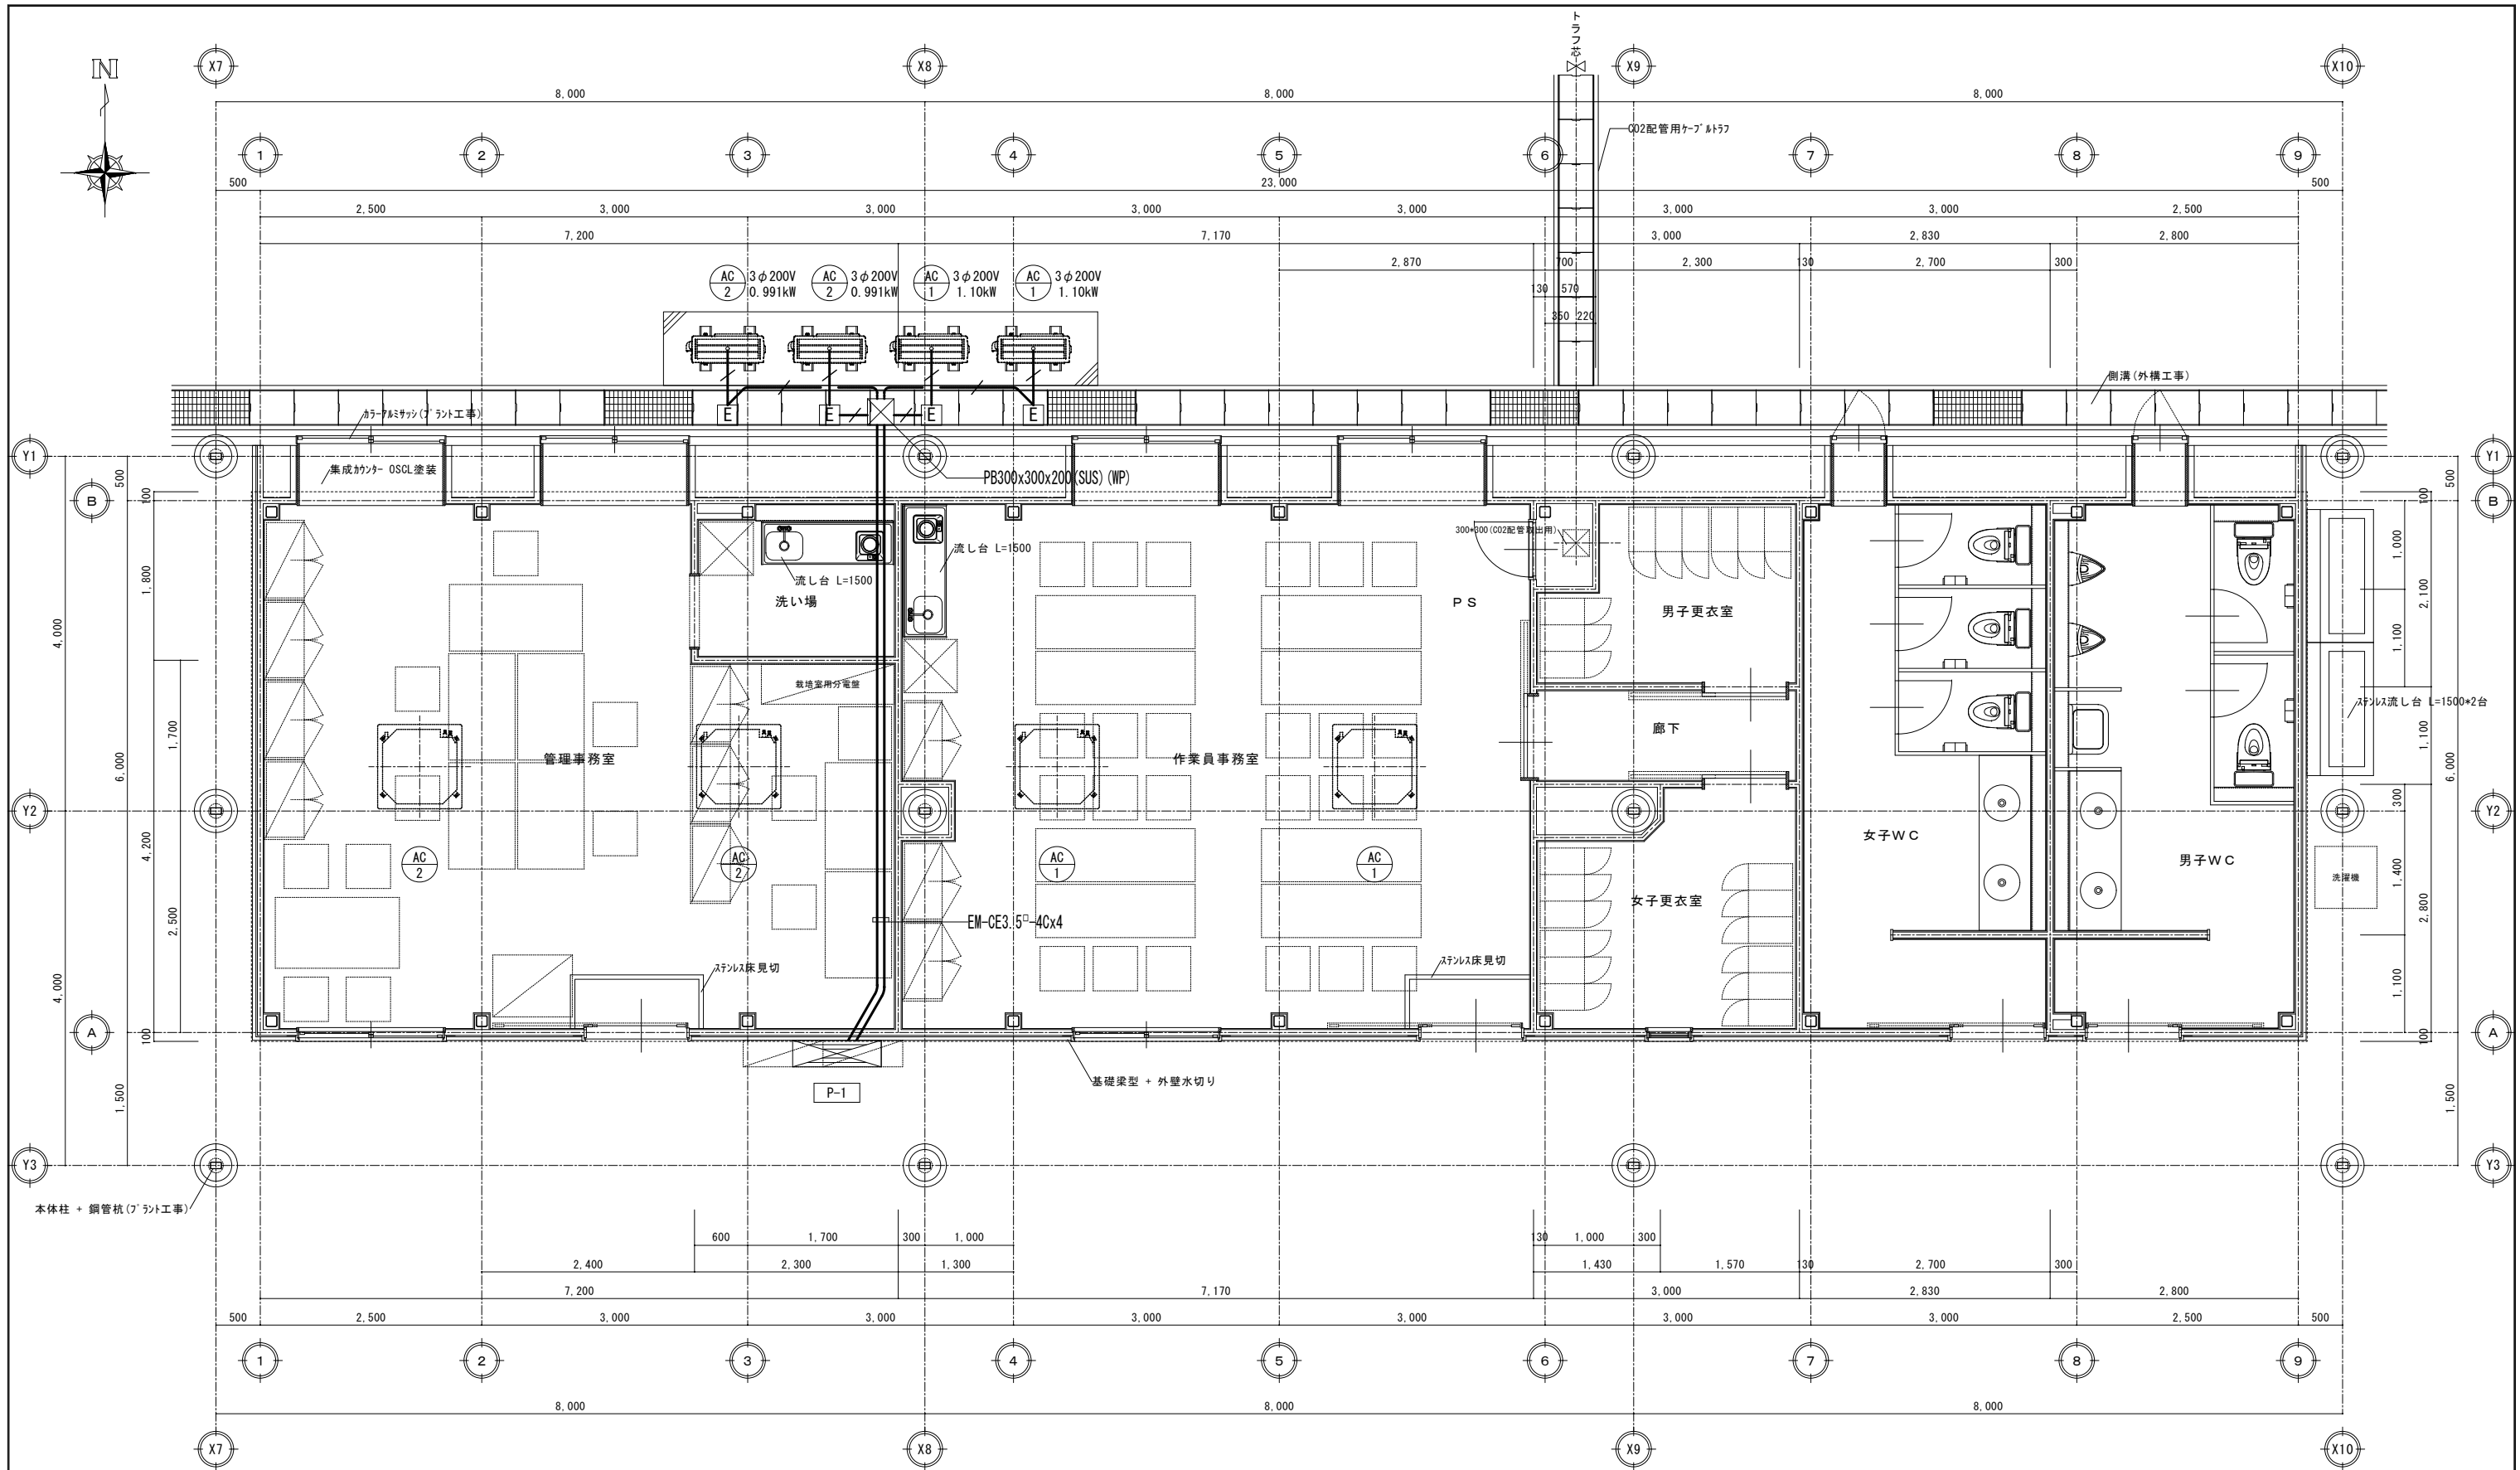 トラフ芯
N
X7 X8 X9 X10
8,000 8,000 8,000
CO2配管用ケーブルトラフ
1 2 3 4 5 6 7 8 9
500 23,000 500
2,500 3,000 3,000 3,000 3,000 3,000 3,000 2,500
7,200 7,170 3,000 2,830 2,800
2,870 700 2,300 130 2,700 300
AC 2 3φ200V 0.991kW
AC 2 3φ200V 0.991kW
AC 1 3φ200V 1.10kW
AC 1 3φ200V 1.10kW
130 570
350 220
側溝(外構工事)
カラーアルミサッシ(プラント工事)
E E E E
Y1 Y1
集成カウンター OSCL塗装
PB300x300x200(SUS)(WP)
500 500
100 100
B B
300*300(CO2配管取出用)
流し台 L=1500
流し台 L=1500
洗い場
PS
男子更衣室
1,800 1,000
4,000 2,100
1,100
栽培室用分電盤
ステンレス流し台 L=1500*2台
1,700 1,100
管理事務室 作業員事務室 廊下
6,000 6,000
Y2 300 Y2
女子WC 男子WC
4,200
AC 2
AC 2
AC 1
AC 1
洗濯機
1,400
女子更衣室
2,500 2,800
EM-CE3.5□-4Cx4
ステンレス床見切 ステンレス床見切
4,000 1,100
A A
100 100
基礎梁型 + 外壁水切り
P-1
1,500 1,500
Y3 Y3
本体柱 + 鋼管杭(プラント工事)
600 1,700 300 1,000 130 1,000 300
2,400 2,300 1,300 1,430 1,570 130 2,700 300
7,200 7,170 3,000 2,830 2,800
500 2,500 3,000 3,000 3,000 3,000 3,000 3,000 2,500 500
1 2 3 4 5 6 7 8 9
8,000 8,000 8,000
X7 X8 X9 X10